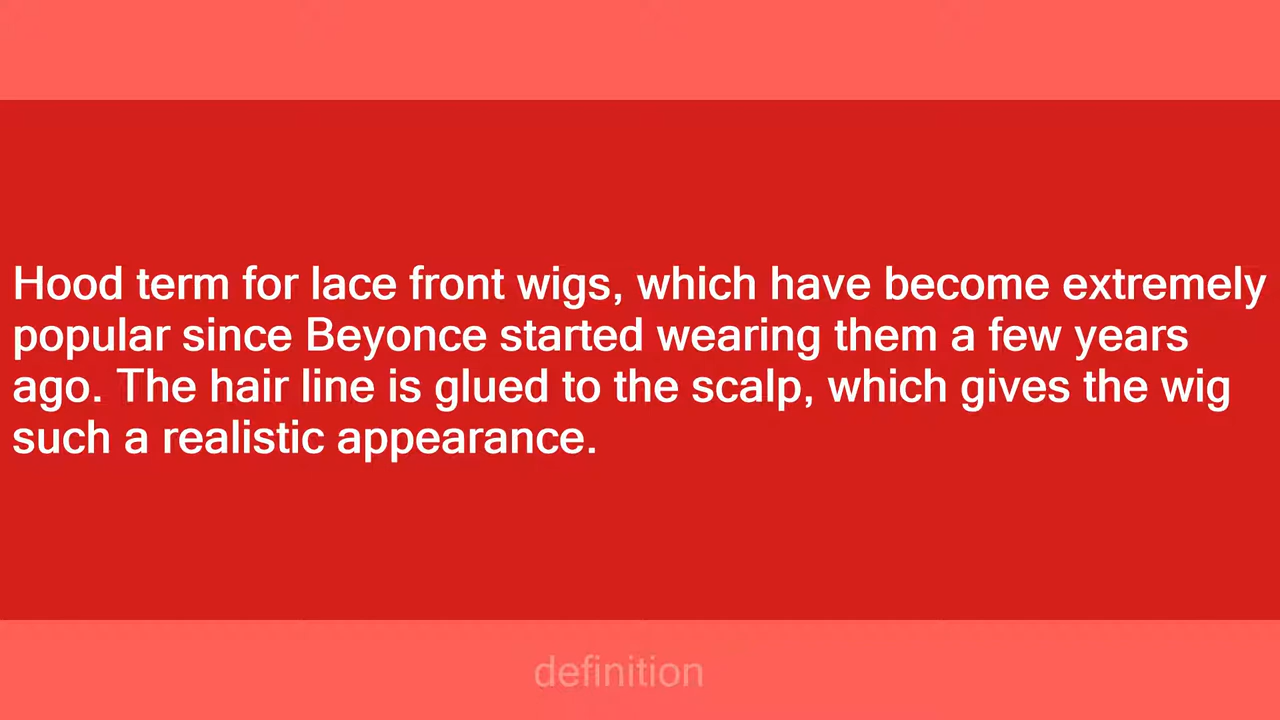 Hood term for lace front wigs, which have become extremely
popular since Beyonce started wearing them a few years
ago. The hair line is glued to the scalp, which gives the wig
such a realistic appearance.
definition